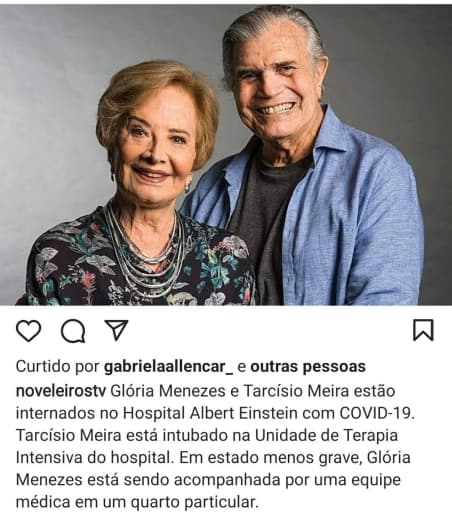 Curtido por gabrielaallencar_ e outras pessoas
noveleirostv Glória Menezes e Tarcísio Meira estão
internados no Hospital Albert Einstein com COVID-19.
Tarcísio Meira está intubado na Unidade de Terapia
Intensiva do hospital. Em estado menos grave, Glória
Menezes está sendo acompanhada por uma equipe
médica em um quarto particular.